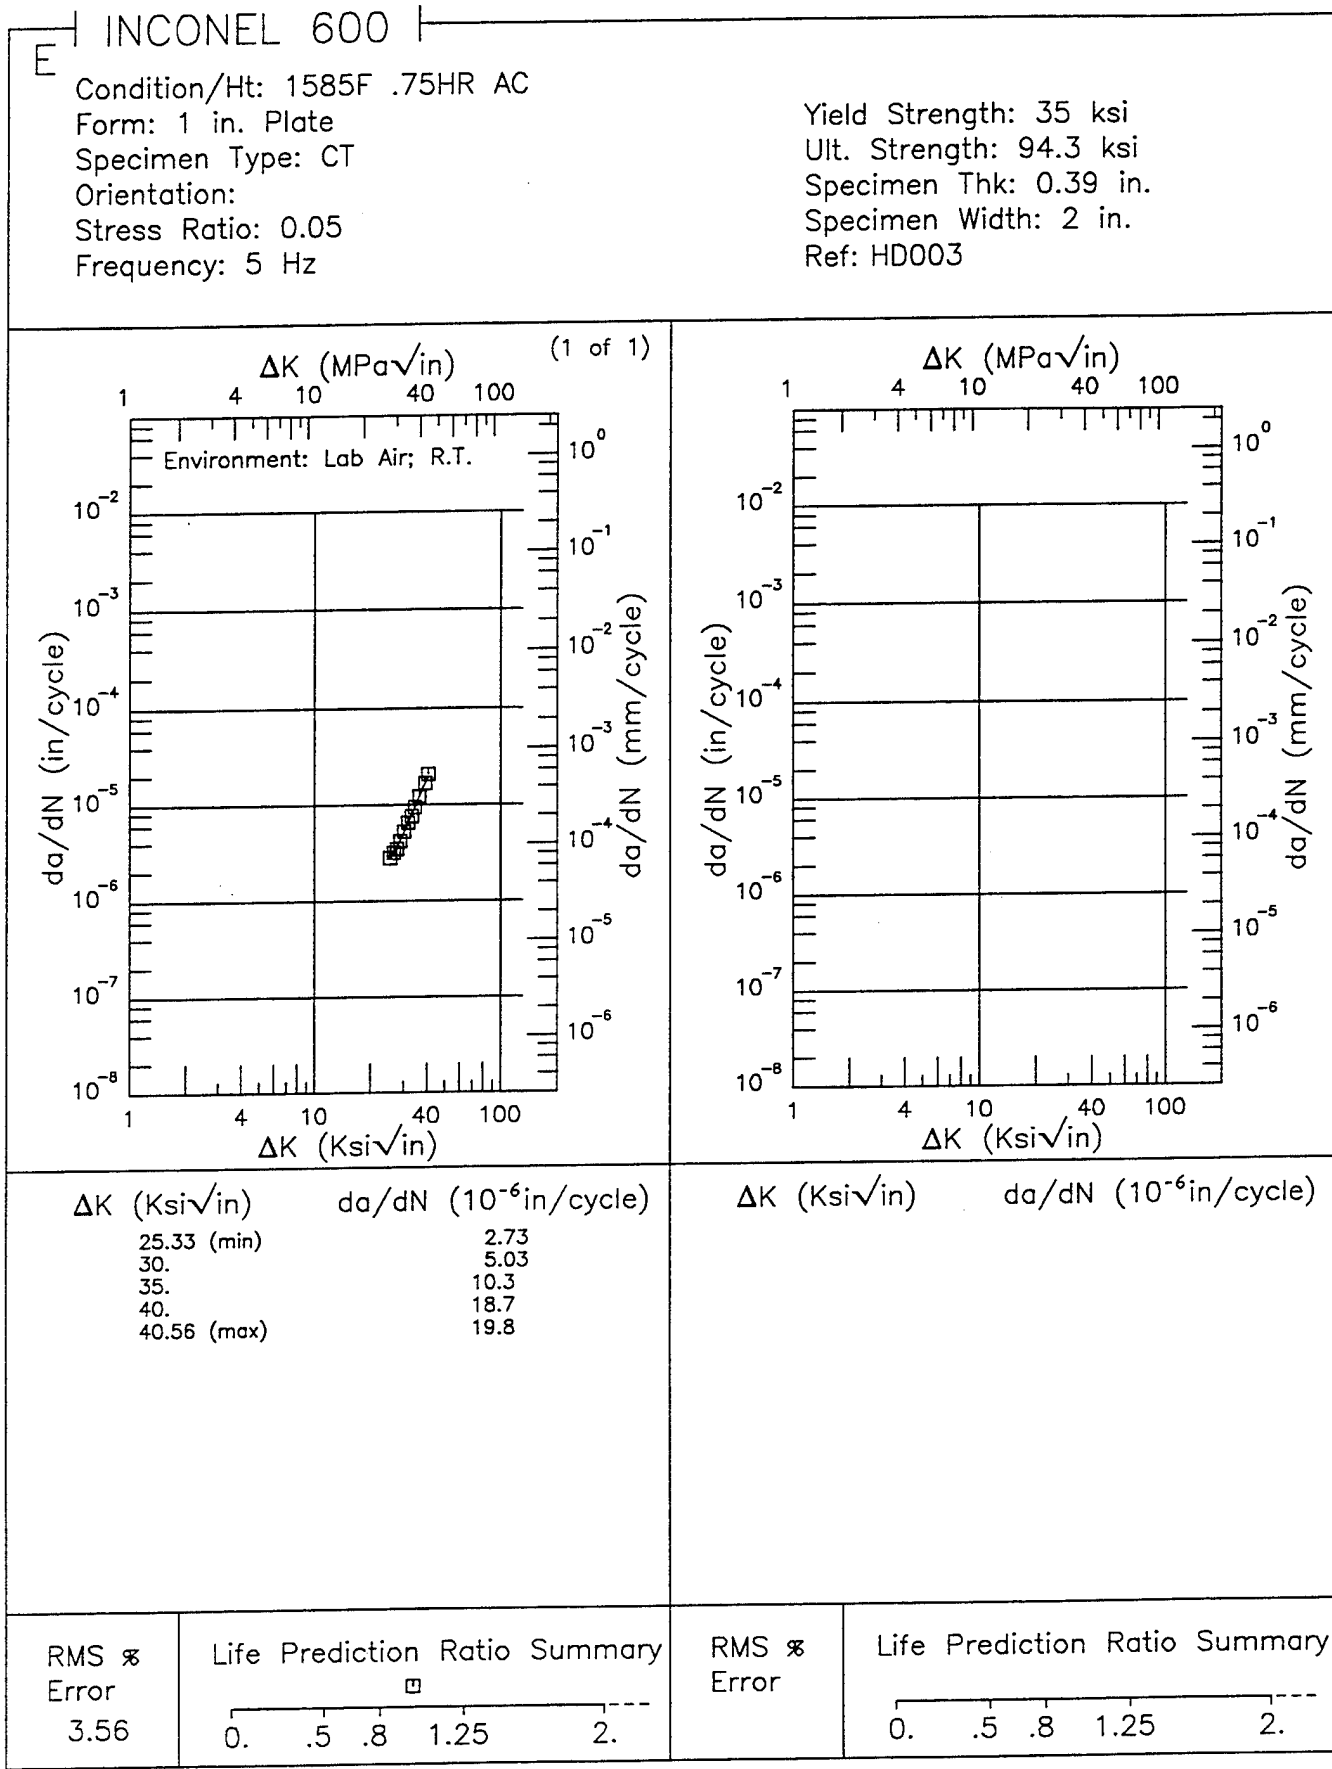 INCONEL 600
E
Condition/Ht: 1585F .75HR AC
Form: 1 in. Plate
Specimen Type: CT
Orientation:
Stress Ratio: 0.05
Frequency: 5 Hz
Yield Strength: 35 ksi
Ult. Strength: 94.3 ksi
Specimen Thk: 0.39 in.
Specimen Width: 2 in.
Ref: HD003
(1 of 1)
ΔK (MPa√in)
1 4 10 40 100
Environment: Lab Air; R.T.
da/dN (in/cycle)
10⁻²
10⁻³
10⁻⁴
10⁻⁵
10⁻⁶
10⁻⁷
10⁻⁸
10⁰
10⁻¹
10⁻²
10⁻³
10⁻⁴
10⁻⁵
10⁻⁶
da/dN (mm/cycle)
1 4 10 40 100
ΔK (Ksi√in)
ΔK (MPa√in)
1 4 10 40 100
da/dN (in/cycle)
10⁻²
10⁻³
10⁻⁴
10⁻⁵
10⁻⁶
10⁻⁷
10⁻⁸
10⁰
10⁻¹
10⁻²
10⁻³
10⁻⁴
10⁻⁵
10⁻⁶
da/dN (mm/cycle)
1 4 10 40 100
ΔK (Ksi√in)
ΔK (Ksi√in) da/dN (10⁻⁶in/cycle)
25.33 (min) 2.73
30. 5.03
35. 10.3
40. 18.7
40.56 (max) 19.8
ΔK (Ksi√in) da/dN (10⁻⁶in/cycle)
RMS %
Error
3.56
Life Prediction Ratio Summary
0. .5 .8 1.25 2.
RMS %
Error
Life Prediction Ratio Summary
0. .5 .8 1.25 2.